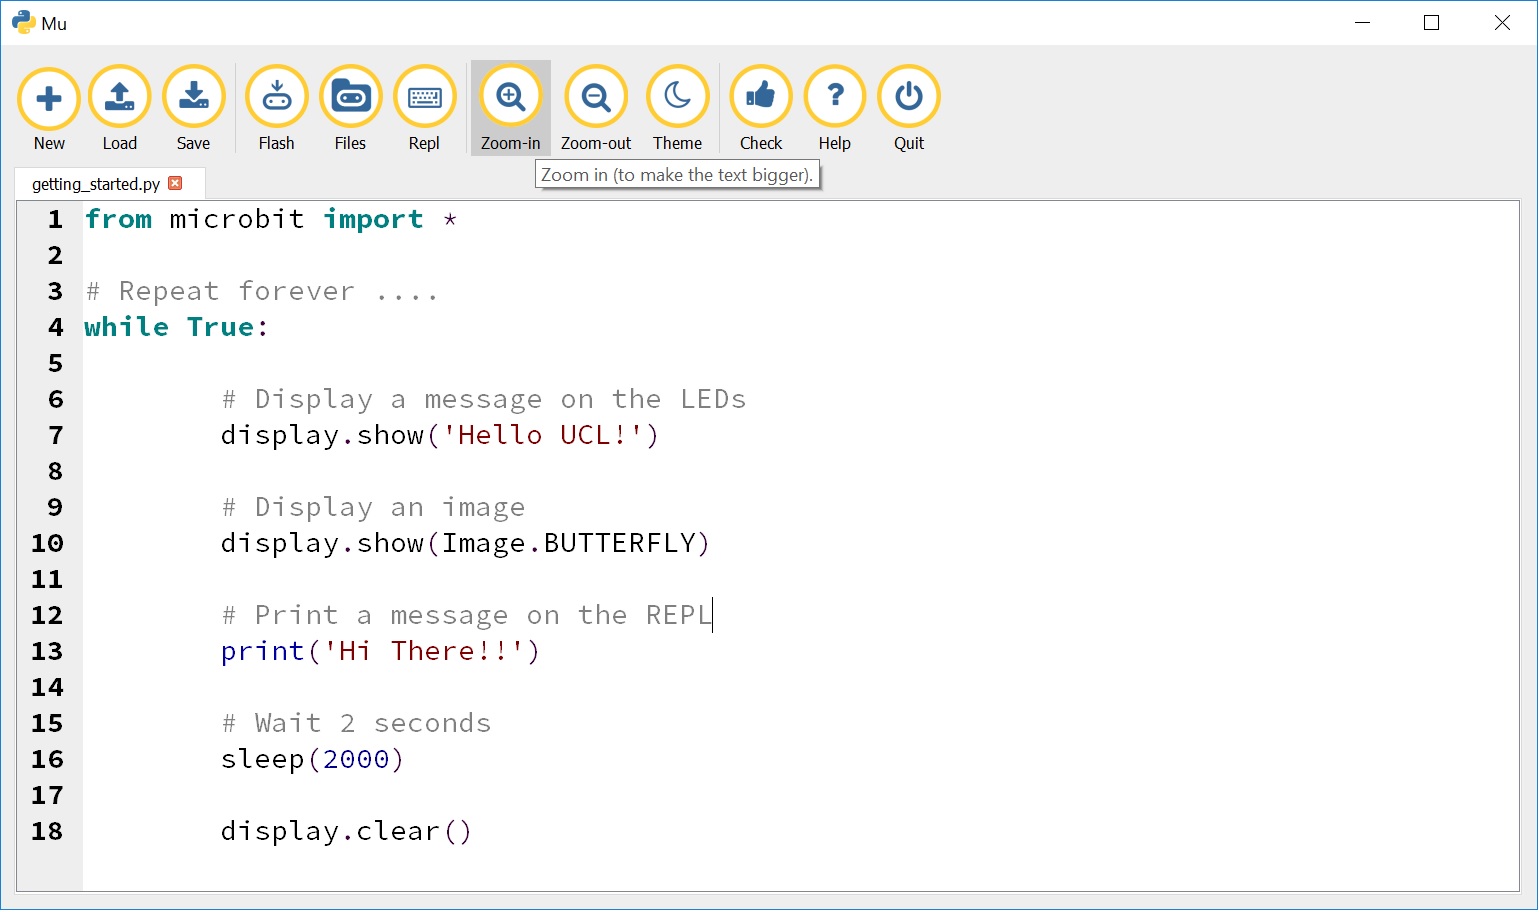 Mu
New Load Save Flash Files Repl Zoom-in Zoom-out Theme Check Help Quit
Zoom in (to make the text bigger).
getting_started.py
1 from microbit import *
2
3 # Repeat forever ....
4 while True:
5
6 # Display a message on the LEDs
7 display.show('Hello UCL!')
8
9 # Display an image
10 display.show(Image.BUTTERFLY)
11
12 # Print a message on the REPL
13 print('Hi There!!!')
14
15 # Wait 2 seconds
16 sleep(2000)
17
18 display.clear()